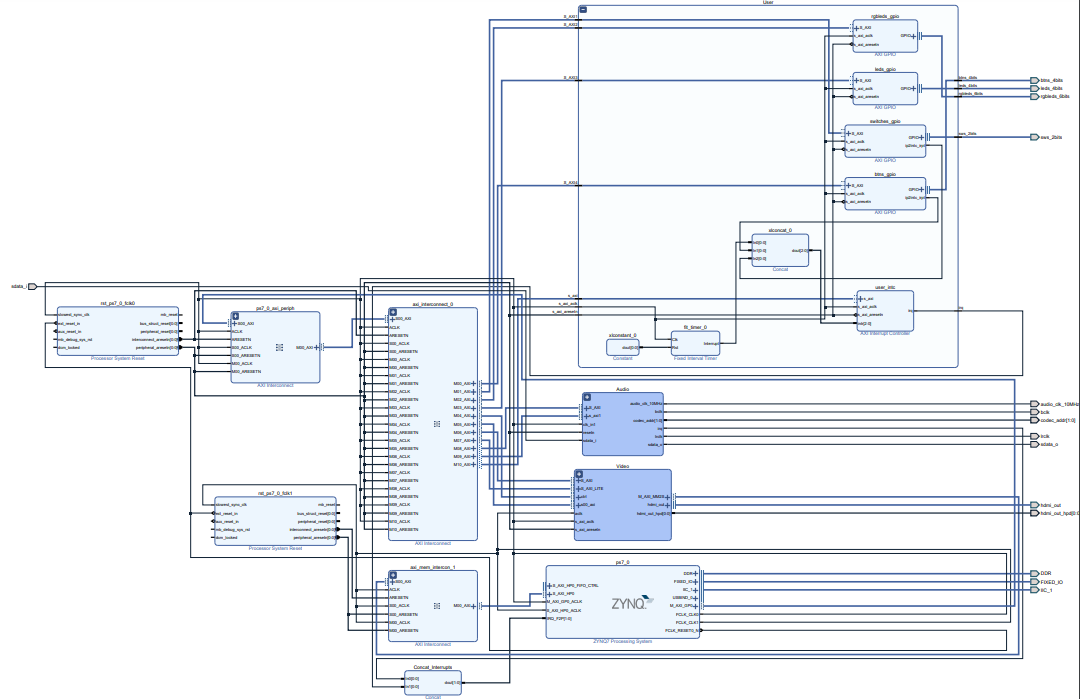 User
S_AXI1
S_AXI2
rgbleds_gpio
S_AXI
s_axi_aclk
s_axi_aresetn
GPIO
AXI GPIO
leds_gpio
S_AXI3
S_AXI
s_axi_aclk
s_axi_aresetn
GPIO
AXI GPIO
btns_4bits
leds_4bits
rgbleds_6bits
btns_4bits
leds_4bits
rgbleds_6bits
switches_gpio
S_AXI
s_axi_aclk
s_axi_aresetn
GPIO
AXI GPIO
sws_2bits
sws_2bits
btns_gpio
S_AXI4
S_AXI
s_axi_aclk
s_axi_aresetn
GPIO
AXI GPIO
xlconcat_0
In0[0:0]
In1[0:0]
In2[0:0]
dout[2:0]
Concat
sdata_i
s_axi
s_axi_aclk
s_axi_aresetn
user_intc
s_axi
s_axi_aclk
s_axi_aresetn
intr[2:0]
irq
AXI Interrupt Controller
irq
xlconstant_0
dout[0:0]
Constant
fit_timer_0
Clk
Rst
Interrupt
Fixed Interval Timer
rst_ps7_0_fclk0
slowest_sync_clk
ext_reset_in
aux_reset_in
mb_debug_sys_rst
dcm_locked
mb_reset
bus_struct_reset[0:0]
peripheral_reset[0:0]
interconnect_aresetn[0:0]
peripheral_aresetn[0:0]
Processor System Reset
ps7_0_axi_periph
S00_AXI
ACLK
ARESETN
S00_ACLK
S00_ARESETN
M00_ACLK
M00_ARESETN
M00_AXI
AXI Interconnect
axi_interconnect_0
S00_AXI
ACLK
ARESETN
S00_ACLK
S00_ARESETN
M00_ACLK
M00_ARESETN
M01_ACLK
M01_ARESETN
M02_ACLK
M02_ARESETN
M03_ACLK
M03_ARESETN
M04_ACLK
M04_ARESETN
M05_ACLK
M05_ARESETN
M06_ACLK
M06_ARESETN
M07_ACLK
M07_ARESETN
M08_ACLK
M08_ARESETN
M09_ACLK
M09_ARESETN
M10_ACLK
M10_ARESETN
M00_AXI
M01_AXI
M02_AXI
M03_AXI
M04_AXI
M05_AXI
M06_AXI
M07_AXI
M08_AXI
M09_AXI
M10_AXI
AXI Interconnect
Audio
S_AXI
clk_in1
resetn
sdata_i
audio_clk_10MHz
bclk
codec_addr[1:0]
irq
lrclk
sdata_o
audio_clk_10MHz
bclk
codec_addr[1:0]
lrclk
sdata_o
Video
S_AXI
S_AXI_LITE
ctrl
aclk
s_axi_aclk
s_axi_aresetn
hdmi_out
hdmi_out_hpd[0:0]
hdmi_out
hdmi_out_hpd[0:0
rst_ps7_0_fclk1
slowest_sync_clk
ext_reset_in
aux_reset_in
mb_debug_sys_rst
dcm_locked
mb_reset
bus_struct_reset[0:0]
peripheral_reset[0:0]
interconnect_aresetn[0:0]
peripheral_aresetn[0:0]
Processor System Reset
axi_mem_intercon_1
S00_AXI
ACLK
ARESETN
S00_ACLK
S00_ARESETN
M00_ACLK
M00_ARESETN
M00_AXI
AXI Interconnect
ps7_0
S_AXI_HP0_FIFO_CTRL
S_AXI_HP0
M_AXI_GP0_ACLK
S_AXI_HP0_ACLK
IRQ_F2P[1:0]
ZYNQ
DDR
FIXED_IO
IIC_1
USBIND_0
M_AXI_GP0
FCLK_CLK0
FCLK_CLK1
FCLK_RESET0_N
ZYNQ7 Processing System
DDR
FIXED_IO
IIC_1
Concat_Interrupts
In0[0:0]
In1[0:0]
dout[1:0]
Concat